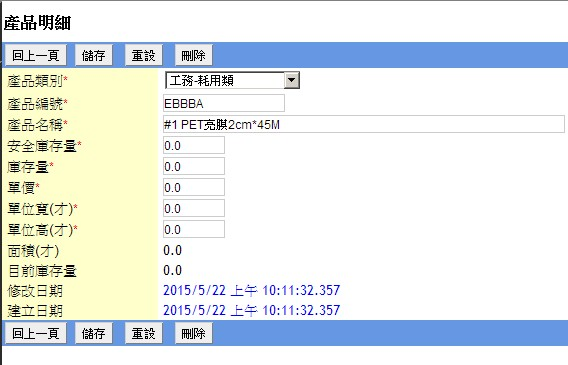 產品明細
回上一頁 儲存 重設 刪除
產品類別* 工務-耗用類
產品編號* EBBBA
產品名稱* #1 PET亮膜2cm*45M
安全庫存量* 0.0
庫存量* 0.0
單價* 0.0
單位寬(才)* 0.0
單位高(才)* 0.0
面積(才) 0.0
目前庫存量 0.0
修改日期 2015/5/22 上午 10:11:32.357
建立日期 2015/5/22 上午 10:11:32.357
回上一頁 儲存 重設 刪除